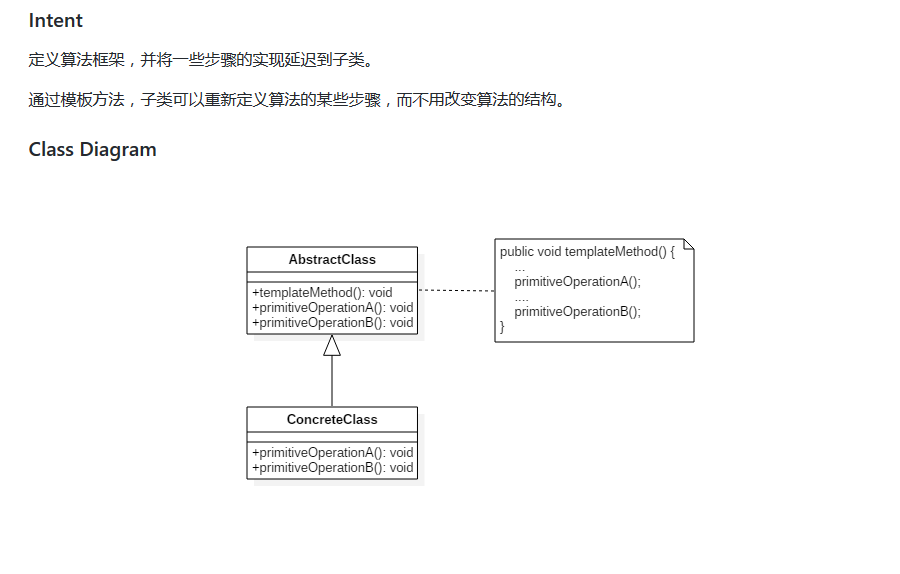 Intent
定义算法框架，并将一些步骤的实现延迟到子类。
通过模板方法，子类可以重新定义算法的某些步骤，而不用改变算法的结构。
Class Diagram
AbstractClass
+templateMethod(): void
+primitiveOperationA(): void
+primitiveOperationB(): void
public void templateMethod() {
...
primitiveOperationA();
....
primitiveOperationB();
}
ConcreteClass
+primitiveOperationA(): void
+primitiveOperationB(): void